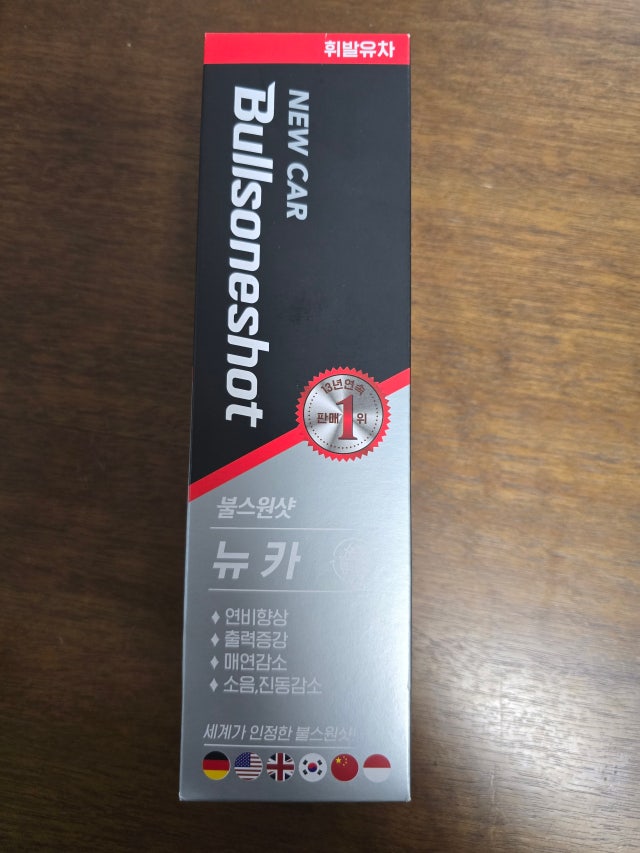 휘발유차
NEW CAR
Bullsoneshot
13년연속
판매 1위
불스원샷
뉴 카
♦ 연비향상
♦ 출력증강
♦ 매연감소
♦ 소음,진동감소
세계가 인정한 불스원샷!